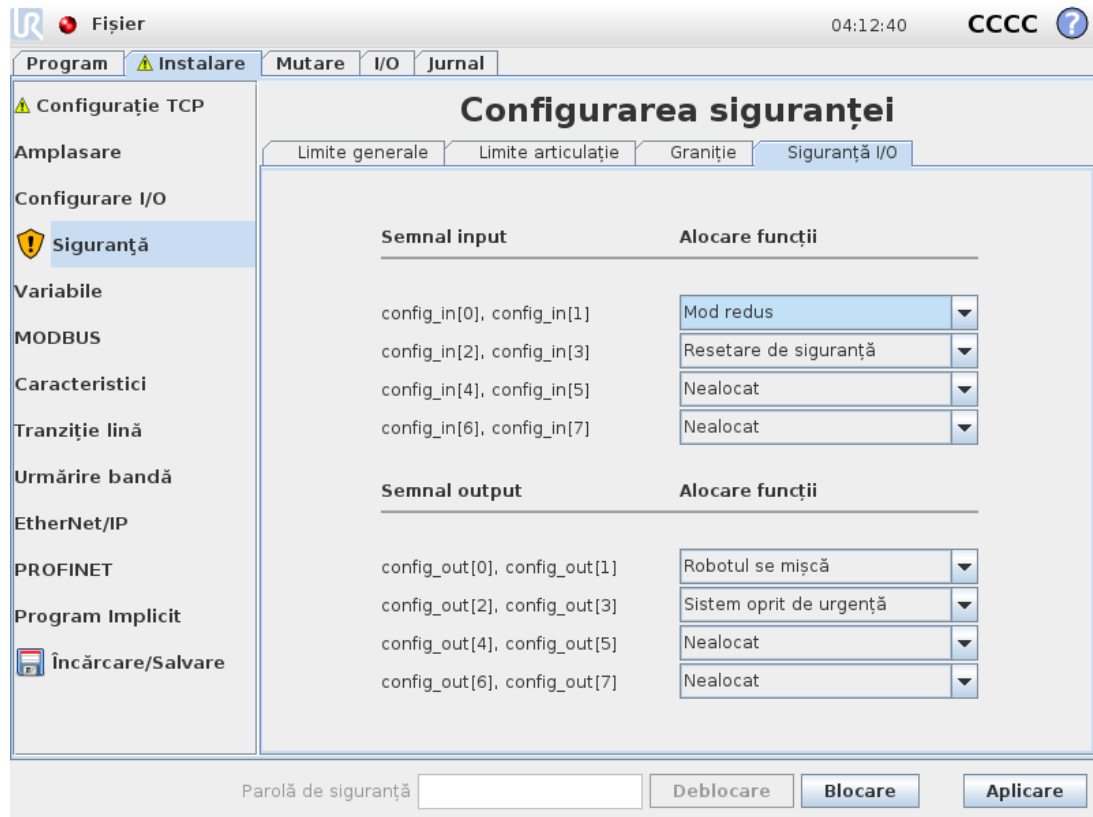 UR Fișier 04:12:40 CCCC ?
Program Instalare Mutare I/O Jurnal
Configurație TCP
Amplasare
Configurare I/O
Siguranţă
Variabile
MODBUS
Caracteristici
Tranziție lină
Urmărire bandă
EtherNet/IP
PROFINET
Program Implicit
Încărcare/Salvare
Configurarea siguranței
Limite generale Limite articulație Graniție Siguranță I/O
Semnal input Alocare funcții
config_in[0], config_in[1] Mod redus
config_in[2], config_in[3] Resetare de siguranță
config_in[4], config_in[5] Nealocat
config_in[6], config_in[7] Nealocat
Semnal output Alocare funcții
config_out[0], config_out[1] Robotul se mișcă
config_out[2], config_out[3] Sistem oprit de urgență
config_out[4], config_out[5] Nealocat
config_out[6], config_out[7] Nealocat
Parolă de siguranță Deblocare Blocare Aplicare